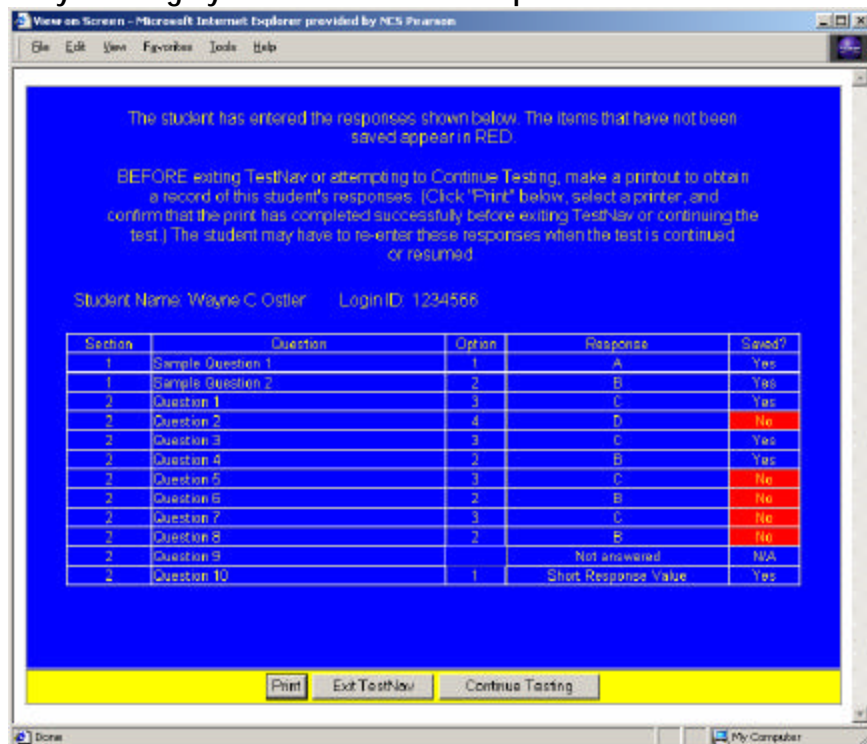 View on Screen - Microsoft Internet Explorer provided by NCS Pearson
File Edit View Favorites Tools Help
The student has entered the responses shown below. The items that have not been
saved appear in RED.
BEFORE exiting TestNav or attempting to Continue Testing, make a printout to obtain
a record of this student's responses. (Click "Print" below, select a printer, and
confirm that the print has completed successfully before exiting TestNav or continuing the
test.) The student may have to re-enter these responses when the test is continued
or resumed
Student Name: Wayne C Ostler Login ID: 1234566
Section Question Option Response Saved?
1 Sample Question 1 1 A Yes
1 Sample Question 2 2 B Yes
2 Question 1 3 C Yes
2 Question 2 4 D No
2 Question 3 3 C Yes
2 Question 4 2 B Yes
2 Question 5 3 C No
2 Question 6 2 B No
2 Question 7 3 C No
2 Question 8 2 B No
2 Question 9 Not answered N/A
2 Question 10 1 Short Response Value Yes
Print Exit TestNav Continue Testing
Done My Computer